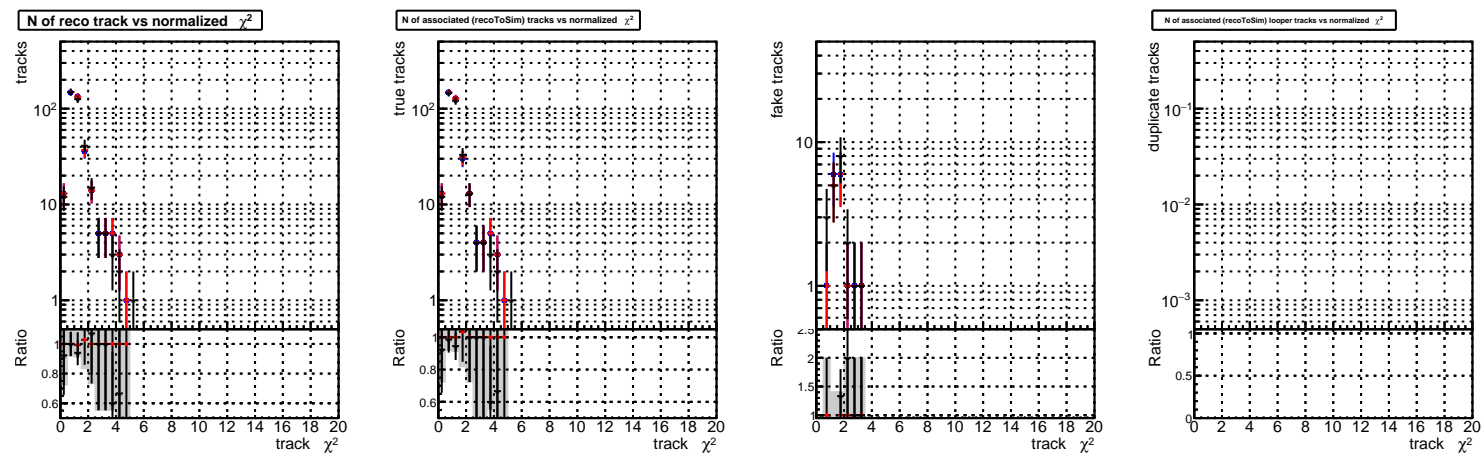 N of reco track vs normalized χ²
tracks
10²
10
1
Ratio
1
0.8
0.6
0 2 4 6 8 10 12 14 16 18 20
track χ²
N of associated (recoToSim) tracks vs normalized χ²
true tracks
10²
10
1
Ratio
1
0.8
0.6
0 2 4 6 8 10 12 14 16 18 20
track χ²
fake tracks
10
1
Ratio
2.5
2
1.5
1
0 2 4 6 8 10 12 14 16 18 20
track χ²
N of associated (recoToSim) looper tracks vs normalized χ²
duplicate tracks
10⁻¹
10⁻²
10⁻³
Ratio
1
0.5
0
0 2 4 6 8 10 12 14 16 18 20
track χ²